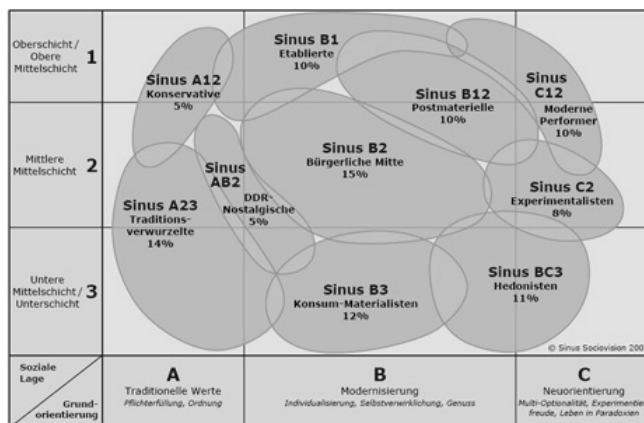 Oberschicht /
Obere
Mittelschicht
1
Sinus A12
Konservative
5%
Sinus B1
Etablierte
10%
Sinus B12
Postmaterielle
10%
Sinus
C12
Moderne
Performer
10%
Mittlere
Mittelschicht
2
Sinus
AB2
DDR-
Nostalgische
5%
Sinus B2
Bürgerliche Mitte
15%
Sinus C2
Experimentalisten
8%
Sinus A23
Traditions-
verwurzelte
14%
Untere
Mittelschicht /
Unterschicht
3
Sinus B3
Konsum-Materialisten
12%
Sinus BC3
Hedonisten
11%
© Sinus Sociovision 200
Soziale
Lage
Grund-
orientierung
A
Traditionelle Werte
Pflichterfüllung, Ordnung
B
Modernisierung
Individualisierung, Selbstverwirklichung, Genuss
C
Neuorientierung
Multi-Optionalität, Experimentier-
freude, Leben in Paradoxien